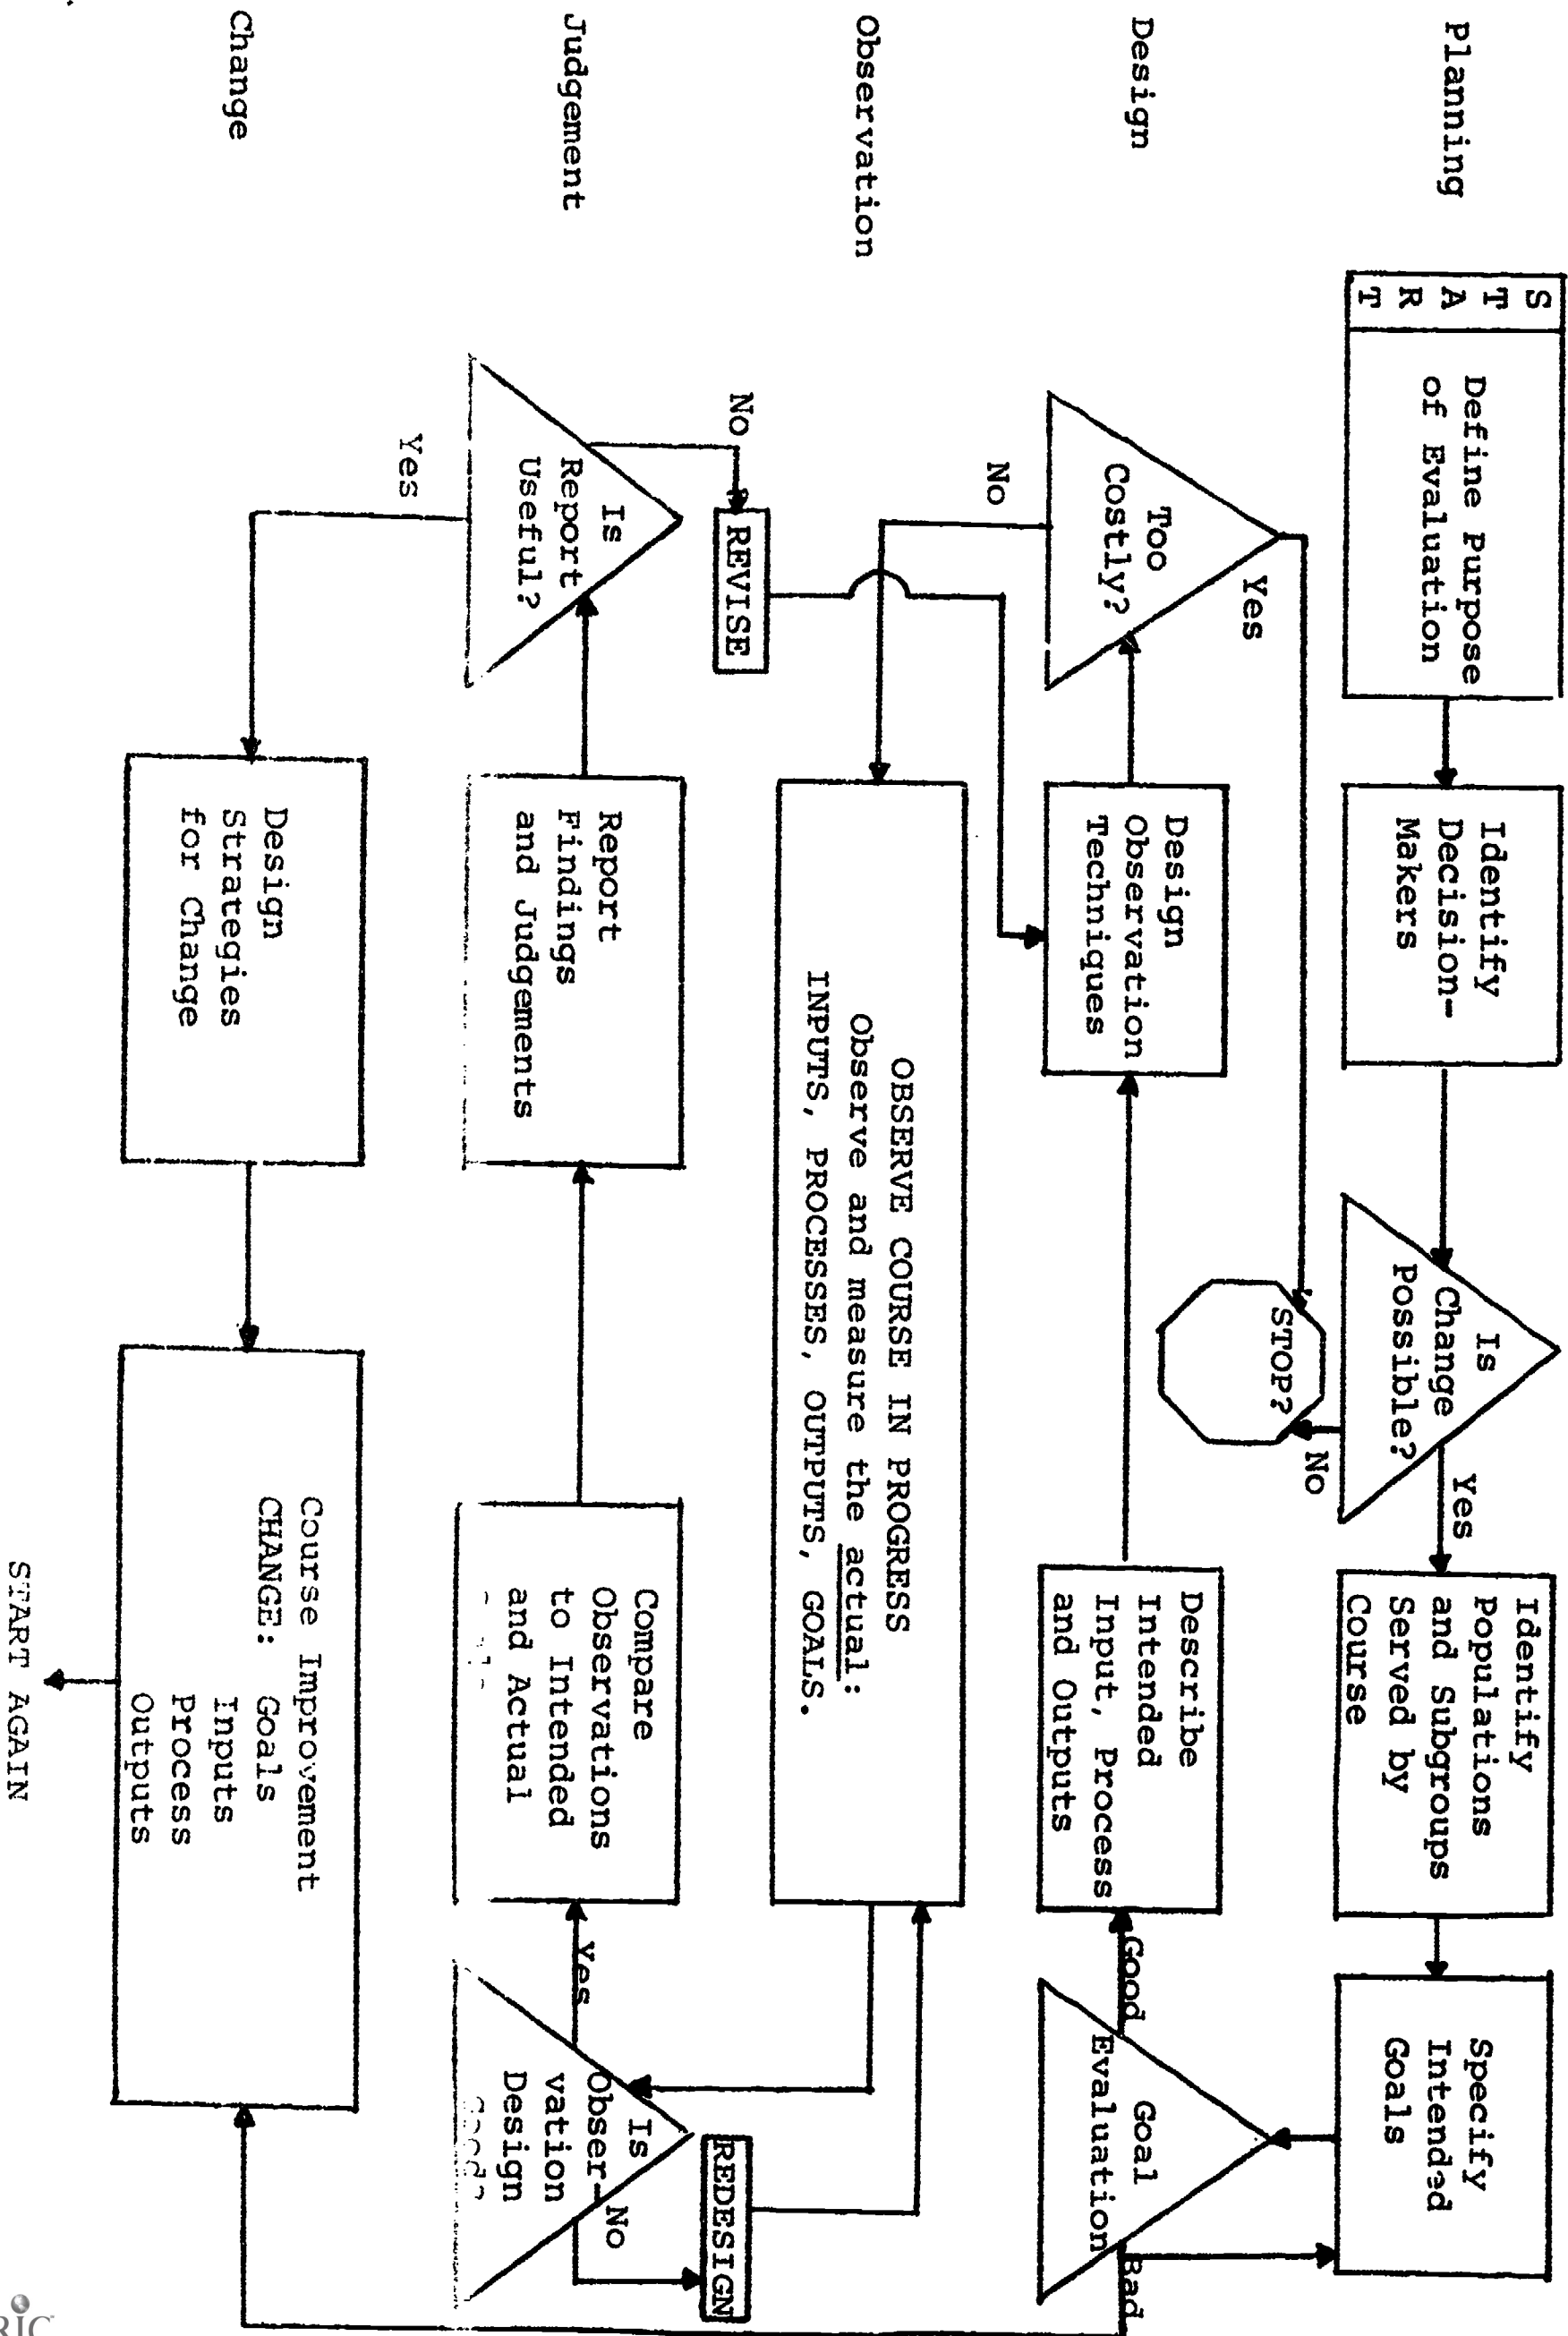 Planning
START
Define Purpose
of Evaluation
Identify
Decision-
Makers
Is
Change
Possible?
Yes
No
Identify
Populations
and Subgroups
Served by
Course
Specify
Intended
Goals
STOP?
Design
Too
Costly?
Yes
No
Design
Observation
Techniques
Describe
Intended
Input, Process
and Outputs
Good
Goal
Evaluation
Bad
Observation
OBSERVE COURSE IN PROGRESS
Observe and measure the actual:
INPUTS, PROCESSES, OUTPUTS, GOALS.
No
REVISE
REDESIGN
Judgement
Is
Report
Useful?
Yes
Report
Findings
and Judgements
Compare
Observations
to Intended
and Actual
Yes
Is
Obser-
vation
Design
No
Change
Design
Strategies
for Change
Course Improvement
CHANGE: Goals
Inputs
Process
Outputs
START AGAIN